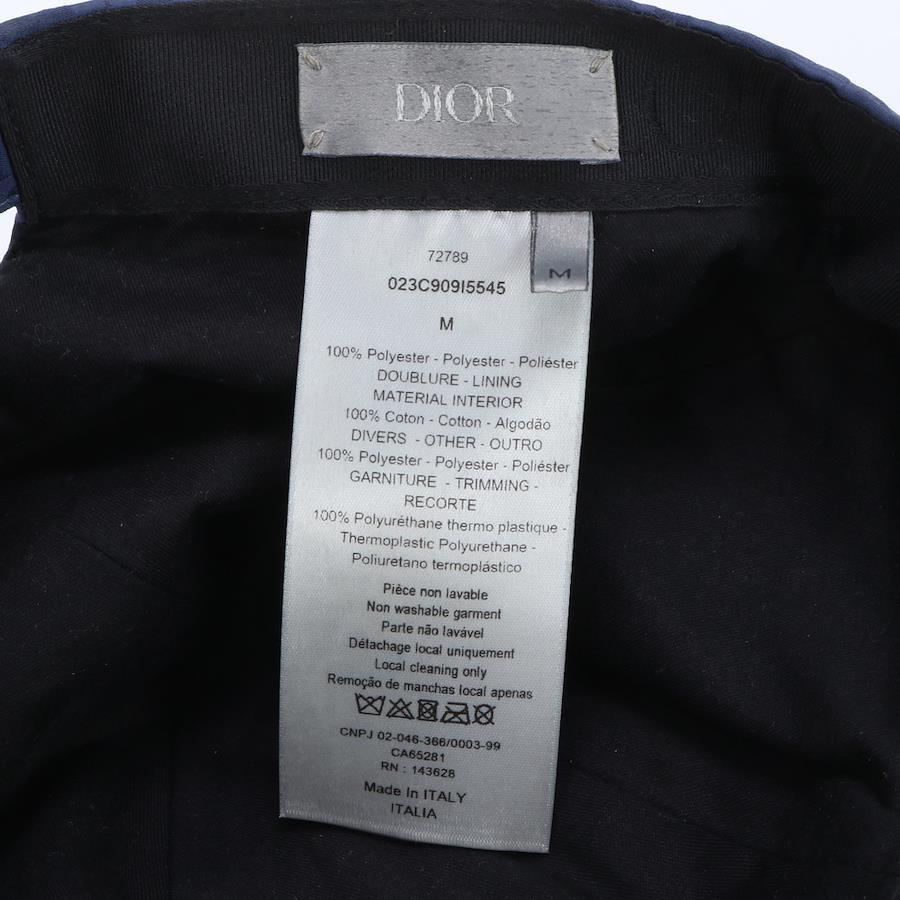 DIOR
M
72789
023C909I5545
M
100% Polyester - Polyester - Poliéster
DOUBLURE - LINING
MATERIAL INTERIOR
100% Coton - Cotton - Algodão
DIVERS - OTHER - OUTRO
100% Polyester - Polyester - Poliéster
GARNITURE - TRIMMING -
RECORTE
100% Polyuréthane thermo plastique -
Thermoplastic Polyurethane -
Poliuretano termoplástico
Pièce non lavable
Non washable garment
Parte não lavável
Détachage local uniquement
Local cleaning only
Remoção de manchas local apenas
CNPJ 02-046-366/0003-99
CA65281
RN : 143628
Made In ITALY
ITALIA